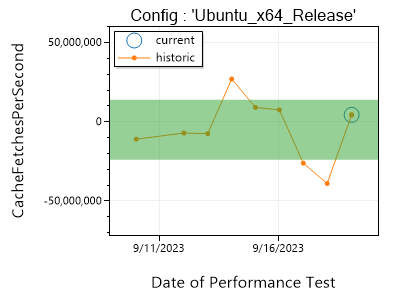 Config : 'Ubuntu_x64_Release'
current
historic
50,000,000
0
-50,000,000
CacheFetchesPerSecond
9/11/2023
9/16/2023
Date of Performance Test